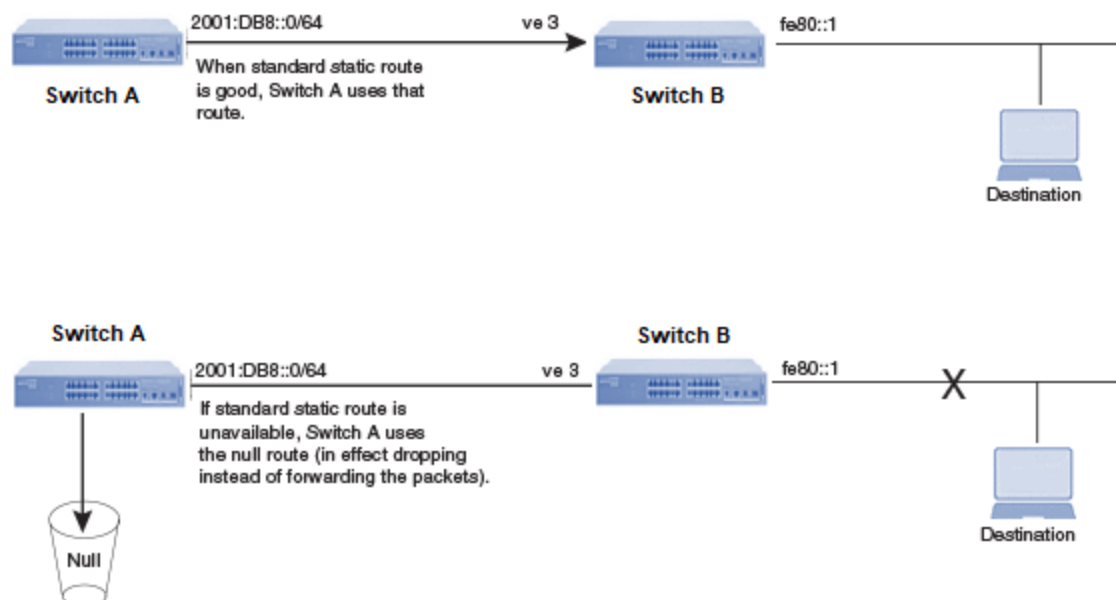 2001:DB8::0/64
ve 3
fe80::1
When standard static route
is good, Switch A uses that
route.
Switch A
Switch B
Destination
Switch A
Switch B
2001:DB8::0/64
ve 3
fe80::1
X
If standard static route is
unavailable, Switch A uses
the null route (in effect dropping
instead of forwarding the packets).
Destination
Null